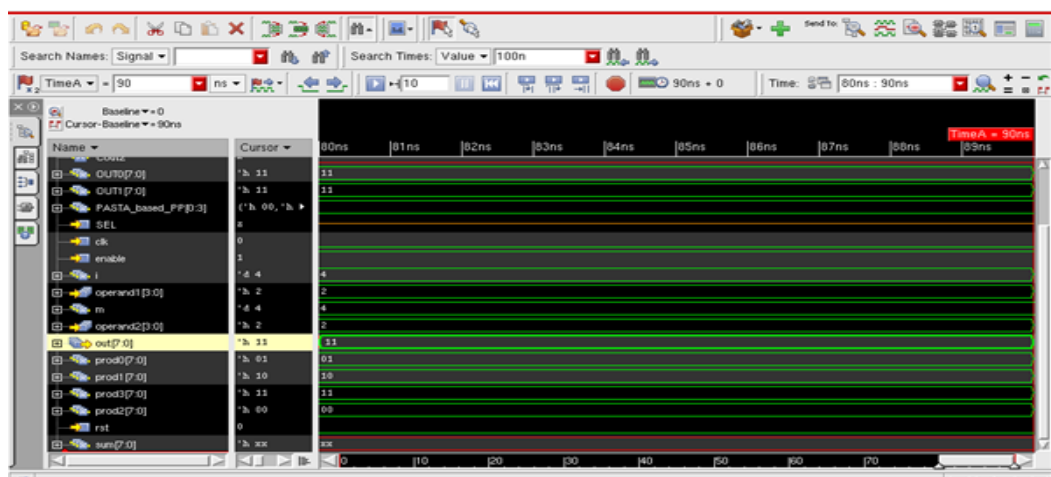 Send to:
Search Names: Signal Search Times: Value 100n
TimeA = 90 ns 10 90ns + 0 Time: 80ns : 90ns
Baseline = 0
Cursor-Baseline = 90ns
TimeA = 90ns
Name Cursor 80ns 81ns 82ns 83ns 84ns 85ns 86ns 87ns 88ns 89ns
OUT0[7:0] 'h 11 11
OUT1[7:0] 'h 11 11
PASTA_based_PP[0:3] ('h 00,'h
SEL
clk 0
enable 1
i 'd 4 4
operand1[3:0] 'h 2 2
m 'd 4 4
operand2[3:0] 'h 2 2
out[7:0] 'h 11 11
prod0[7:0] 'h 01 01
prod1[7:0] 'h 10 10
prod3[7:0] 'h 11 11
prod2[7:0] 'h 00 00
rst 0
sum[7:0] 'h xx xx
0 10 20 30 40 50 60 70